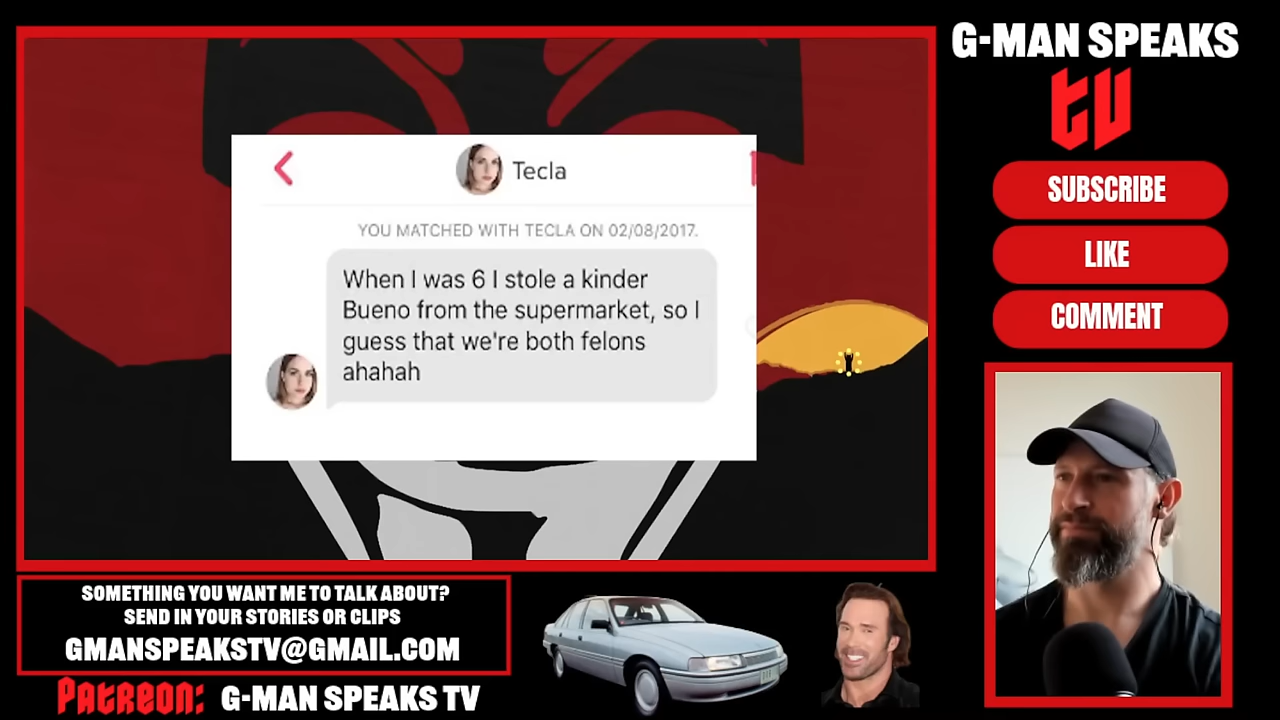 G-MAN SPEAKS
tv
SUBSCRIBE
LIKE
COMMENT
Tecla
YOU MATCHED WITH TECLA ON 02/08/2017.
When I was 6 I stole a kinder
Bueno from the supermarket, so I
guess that we're both felons
ahahah
SOMETHING YOU WANT ME TO TALK ABOUT?
SEND IN YOUR STORIES OR CLIPS
GMANSPEAKSTV@GMAIL.COM
PATREON: G-MAN SPEAKS TV